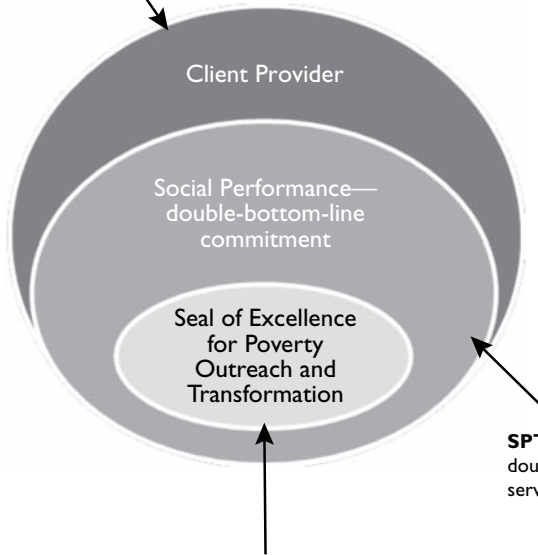 Client Provider
Social Performance—
double-bottom-line
commitment
Seal of Excellence
for Poverty
Outreach and
Transformation